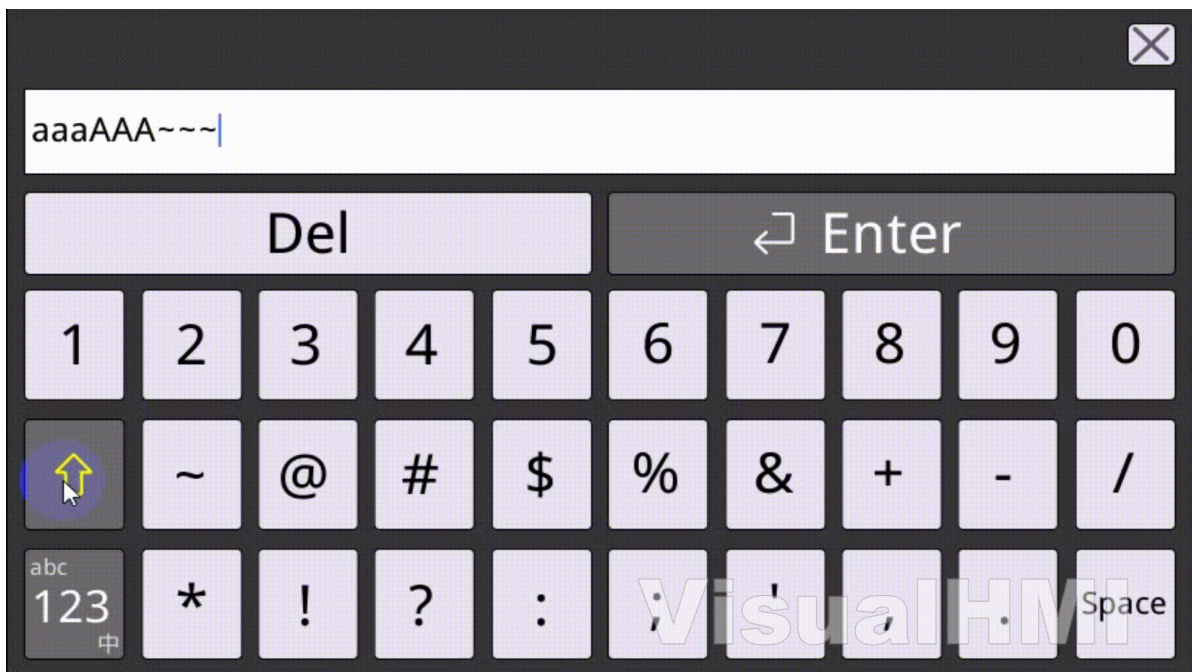 aaaAAA~~~
Del Enter
1 2 3 4 5 6 7 8 9 0
~ @ # $ % & + - /
abc
123 * ! ? : ; ' , . Space
中
VisualHMI